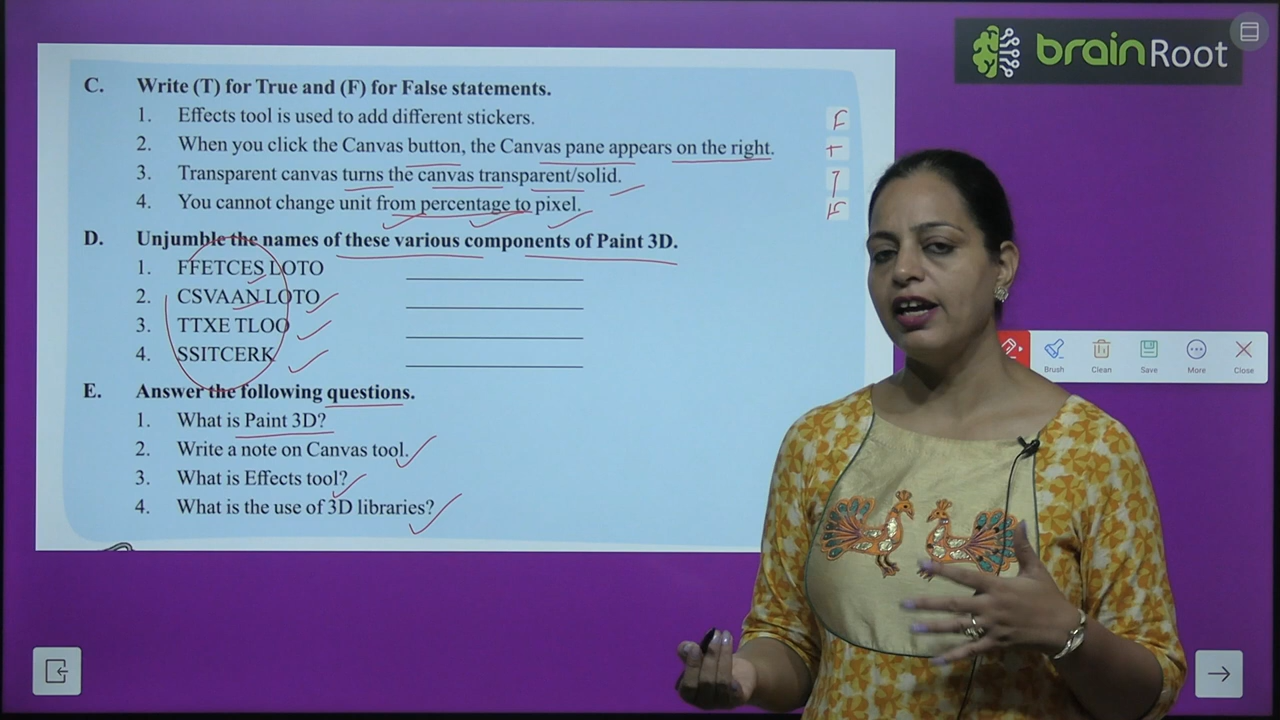 brainRoot
C. Write (T) for True and (F) for False statements.
1. Effects tool is used to add different stickers. F
2. When you click the Canvas button, the Canvas pane appears on the right. T
3. Transparent canvas turns the canvas transparent/solid. T
4. You cannot change unit from percentage to pixel. F
D. Unjumble the names of these various components of Paint 3D.
1. FFETCES LOTO
2. CSVAAN LOTO
3. TTXE TLOO
4. SSITCERK
E. Answer the following questions.
1. What is Paint 3D?
2. Write a note on Canvas tool.
3. What is Effects tool?
4. What is the use of 3D libraries?
Brush Clean Save More Close